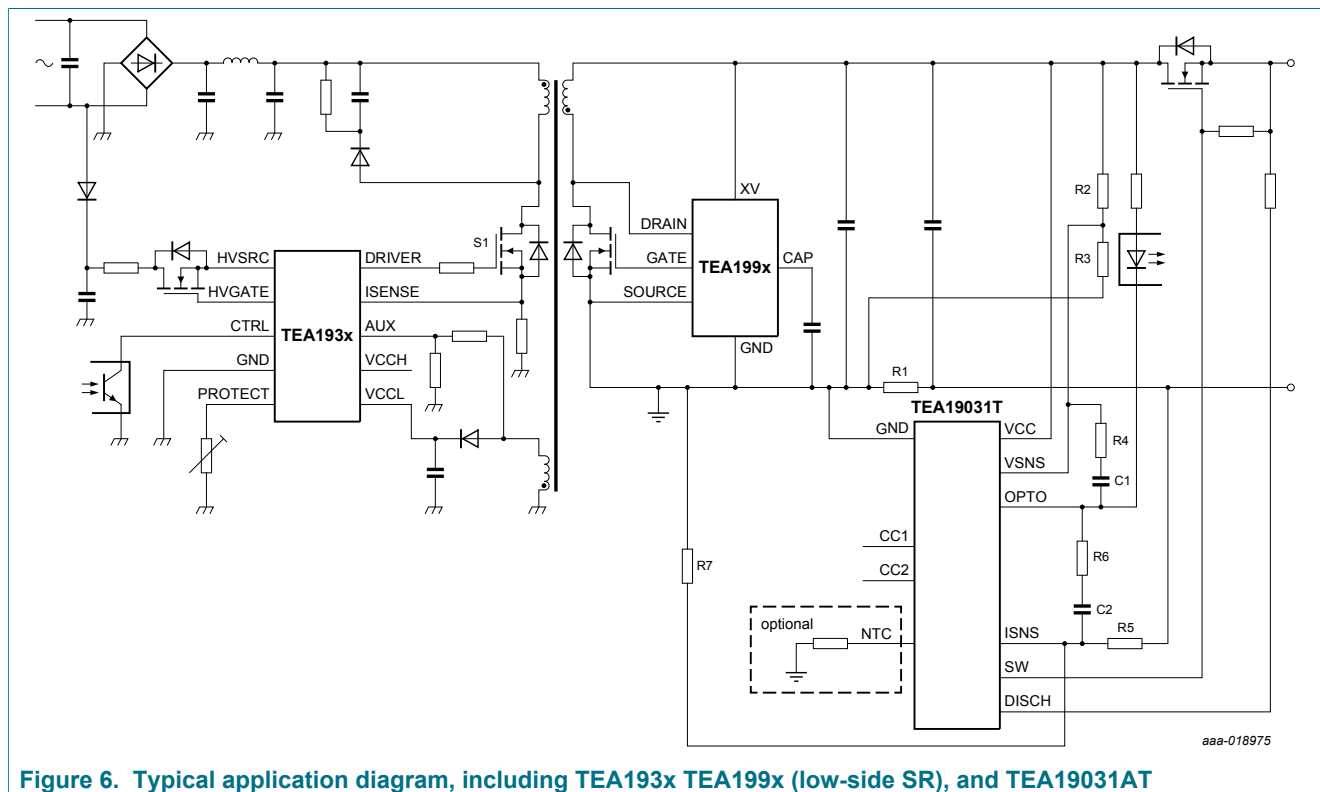 XV
DRAIN
GATE
SOURCE
TEA199x
CAP
GND
S1
HVSRC
HVGATE
CTRL
GND
PROTECT
TEA193x
DRIVER
ISENSE
AUX
VCCH
VCCL
R2
R3
R1
TEA19031T
GND
VCC
VSNS
OPTO
R4
C1
CC1
CC2
R6
C2
R7
optional
NTC
ISNS
R5
SW
DISCH
aaa-018975
Figure 6. Typical application diagram, including TEA193x TEA199x (low-side SR), and TEA19031AT